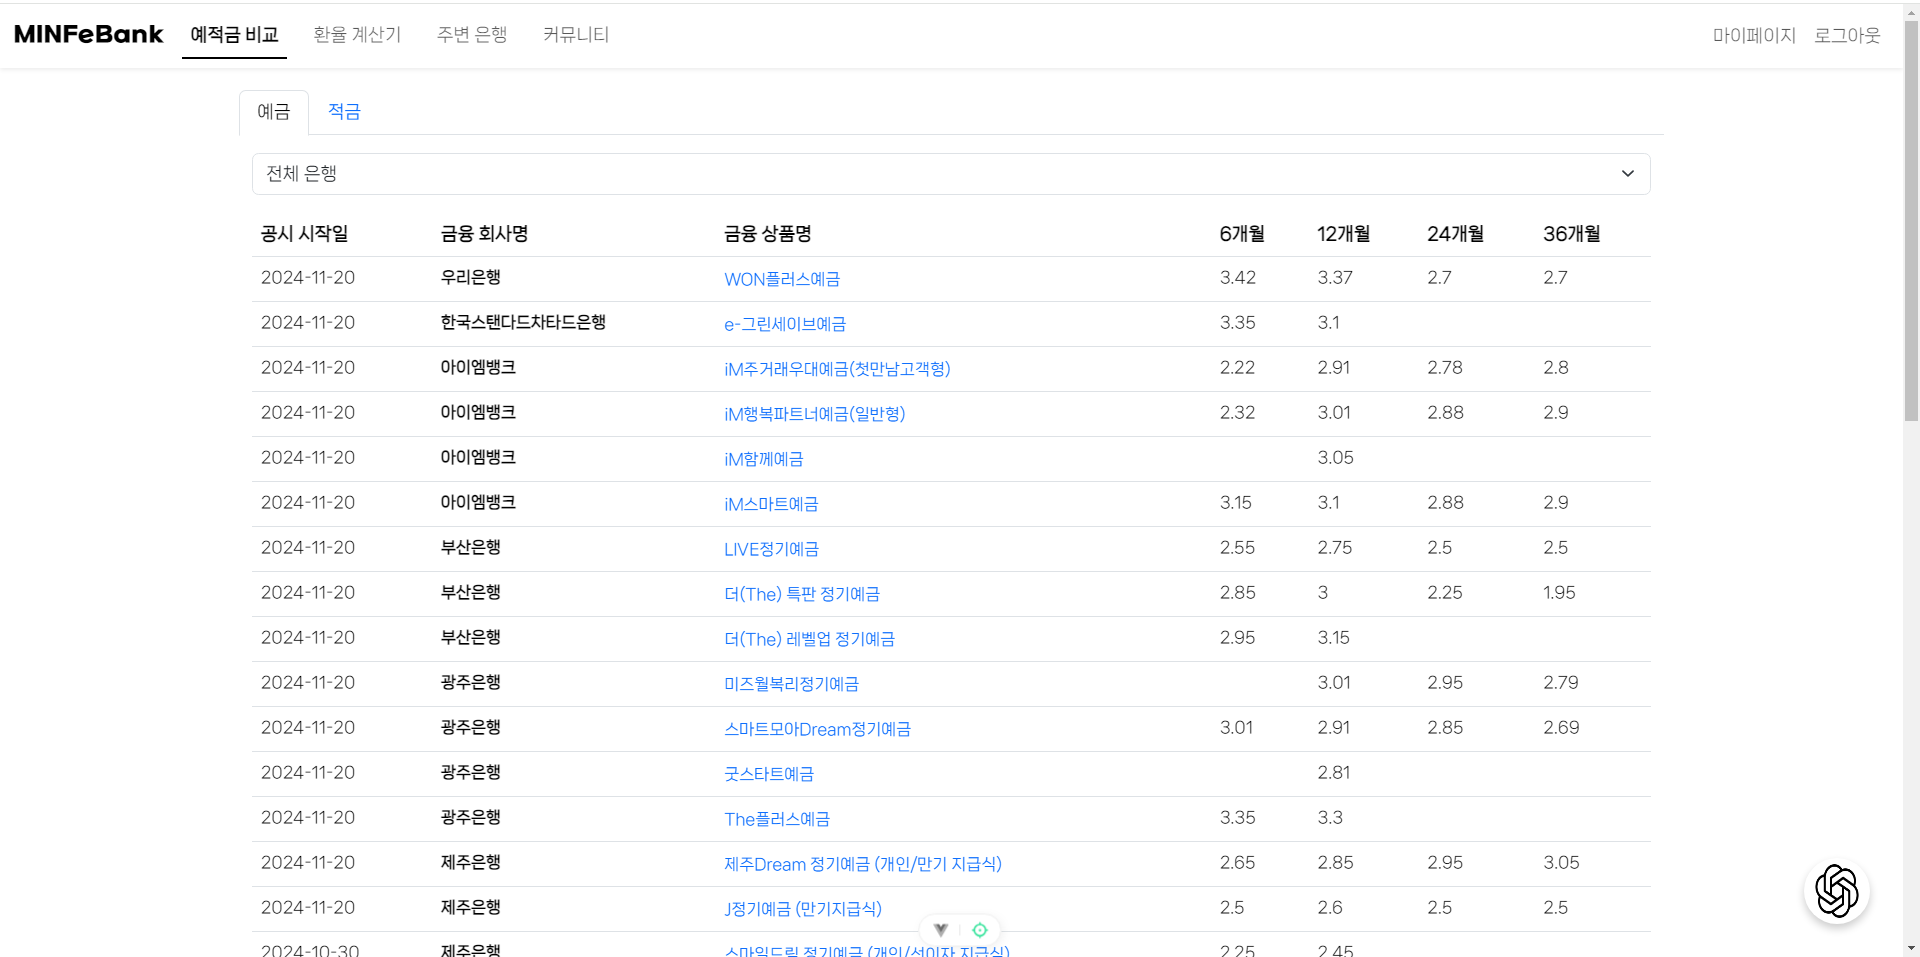 MINFeBank 예적금 비교 환율 계산기 주변 은행 커뮤니티 마이페이지 로그아웃
예금 적금
전체 은행
공시 시작일 금융 회사명 금융 상품명 6개월 12개월 24개월 36개월
2024-11-20 우리은행 WON플러스예금 3.42 3.37 2.7 2.7
2024-11-20 한국스탠다드차타드은행 e-그린세이브예금 3.35 3.1
2024-11-20 아이엠뱅크 iM주거래우대예금(첫만남고객형) 2.22 2.91 2.78 2.8
2024-11-20 아이엠뱅크 iM행복파트너예금(일반형) 2.32 3.01 2.88 2.9
2024-11-20 아이엠뱅크 iM함께예금 3.05
2024-11-20 아이엠뱅크 iM스마트예금 3.15 3.1 2.88 2.9
2024-11-20 부산은행 LIVE정기예금 2.55 2.75 2.5 2.5
2024-11-20 부산은행 더(The) 특판 정기예금 2.85 3 2.25 1.95
2024-11-20 부산은행 더(The) 레벨업 정기예금 2.95 3.15
2024-11-20 광주은행 미즈월복리정기예금 3.01 2.95 2.79
2024-11-20 광주은행 스마트모아Dream정기예금 3.01 2.91 2.85 2.69
2024-11-20 광주은행 굿스타트예금 2.81
2024-11-20 광주은행 The플러스예금 3.35 3.3
2024-11-20 제주은행 제주Dream 정기예금 (개인/만기 지급식) 2.65 2.85 2.95 3.05
2024-11-20 제주은행 J정기예금 (만기지급식) 2.5 2.6 2.5 2.5
2024-10-30 제주은행 스마일드림 정기예금 (개인/선이자 지급식) 2.25 2.45